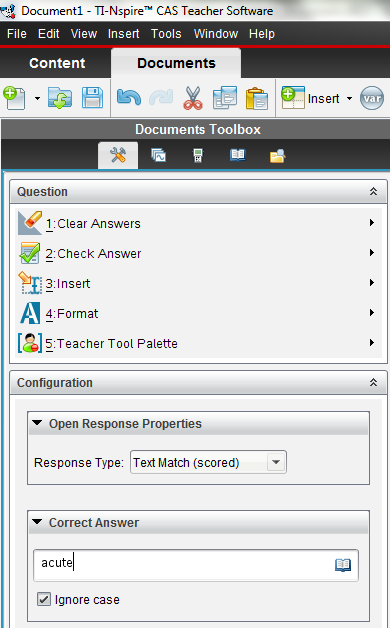 Document1 - TI-Nspire™ CAS Teacher Software
File Edit View Insert Tools Window Help
Content Documents
Insert var
Documents Toolbox
Question
1:Clear Answers
2:Check Answer
3:Insert
4:Format
5:Teacher Tool Palette
Configuration
Open Response Properties
Response Type: Text Match (scored)
Correct Answer
acute
Ignore case